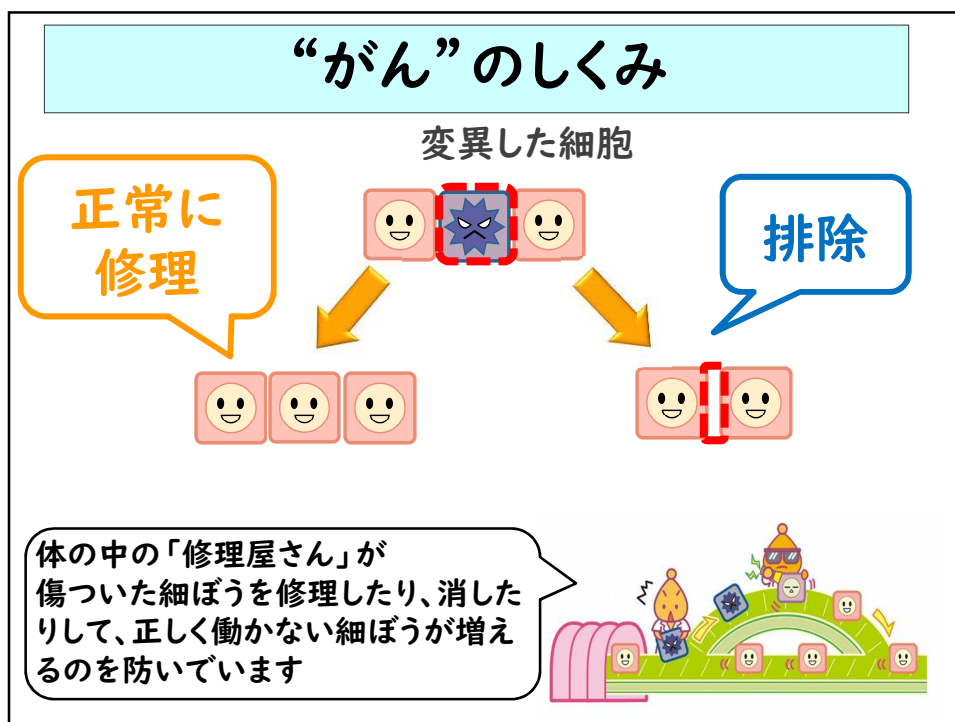 “がん”のしくみ
変異した細胞
正常に
修理
排除
体の中の「修理屋さん」が
傷ついた細ぼうを修理したり、消した
りして、正しく働かない細ぼうが増え
るのを防いでいます